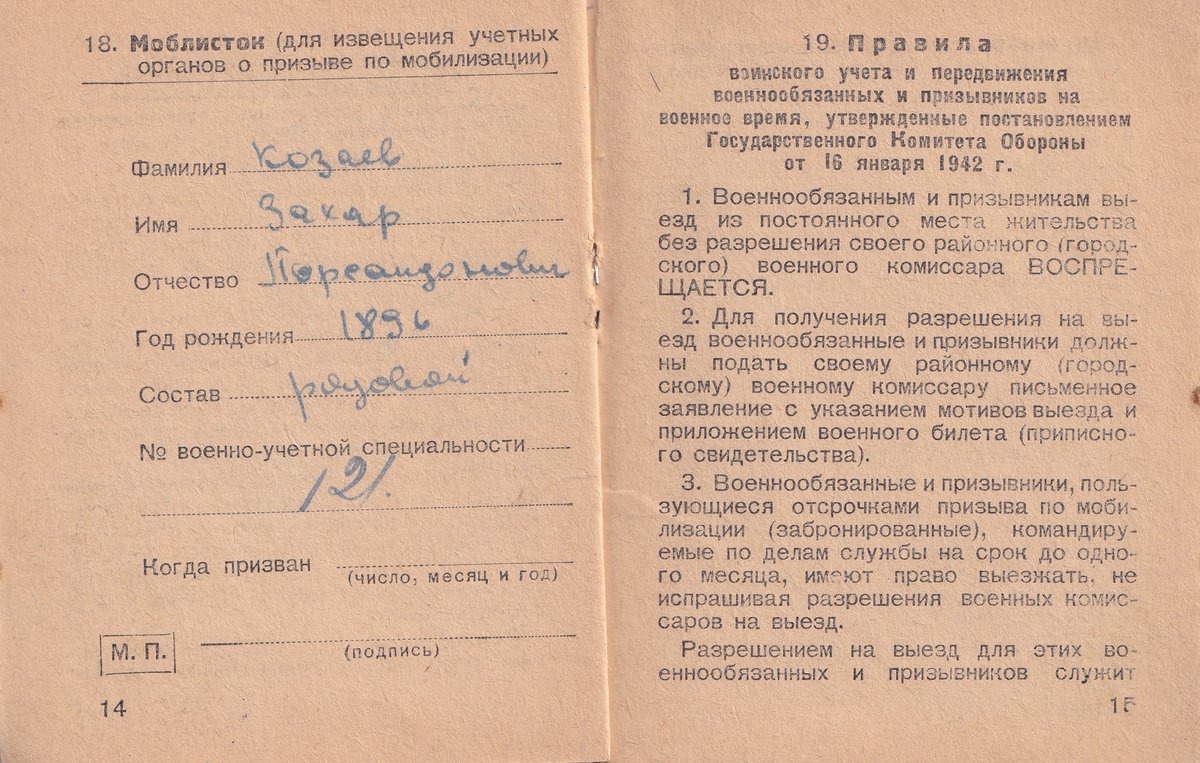 18. Моблисток (для извещения учетных
органов о призыве по мобилизации)
Фамилия Козаев
Имя Захар
Отчество Парсаидонович
Год рождения 1896
Состав рядовой
№ военно-учетной специальности
121.
Когда призван
(число, месяц и год)
М. П.
(подпись)
14
19. Правила
воинского учета и передвижения
военнообязанных и призывников на
военное время, утвержденные постановлением
Государственного Комитета Обороны
от 16 января 1942 г.
1. Военнообязанным и призывникам вы-
езд из постоянного места жительства
без разрешения своего районного (город-
ского) военного комиссара ВОСПРЕ-
ЩАЕТСЯ.
2. Для получения разрешения на вы-
езд военнообязанные и призывники долж-
ны подать своему районному (город-
скому) военному комиссару письменное
заявление с указанием мотивов выезда и
приложением военного билета (приписно-
го свидетельства).
3. Военнообязанные и призывники, поль-
зующиеся отсрочками призыва по моби-
лизации (забронированные), командиру-
емые по делам службы на срок до одно-
го месяца, имеют право выезжать, не
испрашивая разрешения военных комис-
саров на выезд.
Разрешением на выезд для этих во-
еннообязанных и призывников служит
15